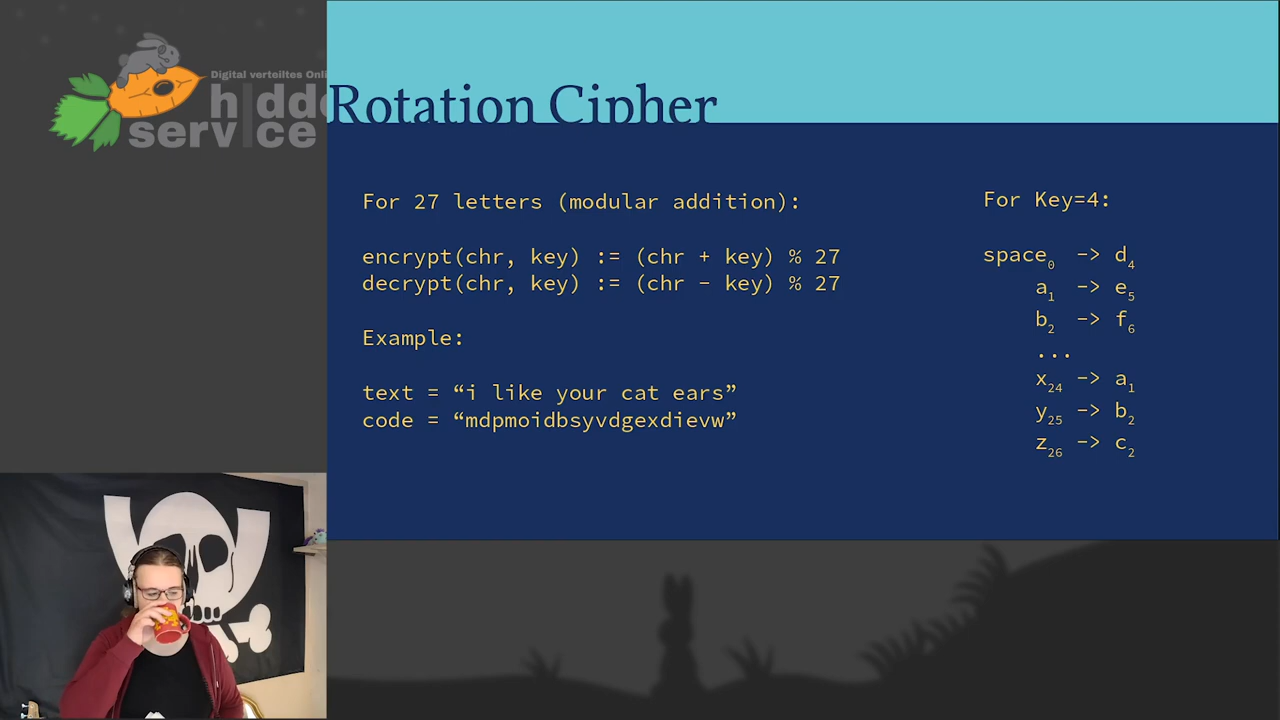 Digital verteiltes Onli
hidd
service
Rotation Cipher
For 27 letters (modular addition):
encrypt(chr, key) := (chr + key) % 27
decrypt(chr, key) := (chr - key) % 27
Example:
text = “i like your cat ears”
code = “mdpmoidbsyvdgexdievw”
For Key=4:
space0 -> d4
a1 -> e5
b2 -> f6
...
x24 -> a1
y25 -> b2
z26 -> c2